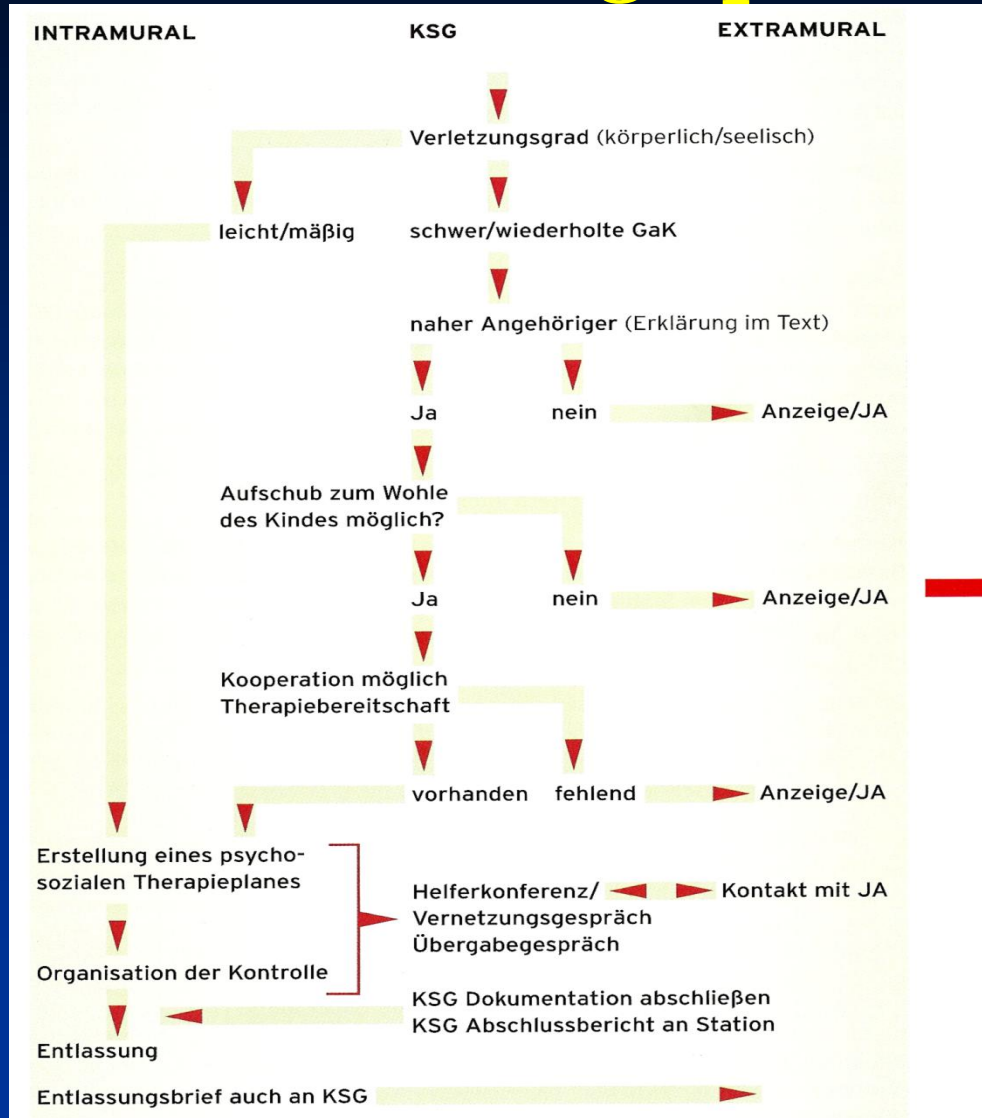 INTRAMURAL KSG EXTRAMURAL
Verletzungsgrad (körperlich/seelisch)
leicht/mäßig schwer/wiederholte GaK
naher Angehöriger (Erklärung im Text)
Ja nein Anzeige/JA
Aufschub zum Wohle
des Kindes möglich?
Ja nein Anzeige/JA
Kooperation möglich
Therapiebereitschaft
vorhanden fehlend Anzeige/JA
Erstellung eines psycho-
sozialen Therapieplanes
Helferkonferenz/ Kontakt mit JA
Vernetzungsgespräch
Übergabegespräch
Organisation der Kontrolle
KSG Dokumentation abschließen
KSG Abschlussbericht an Station
Entlassung
Entlassungsbrief auch an KSG